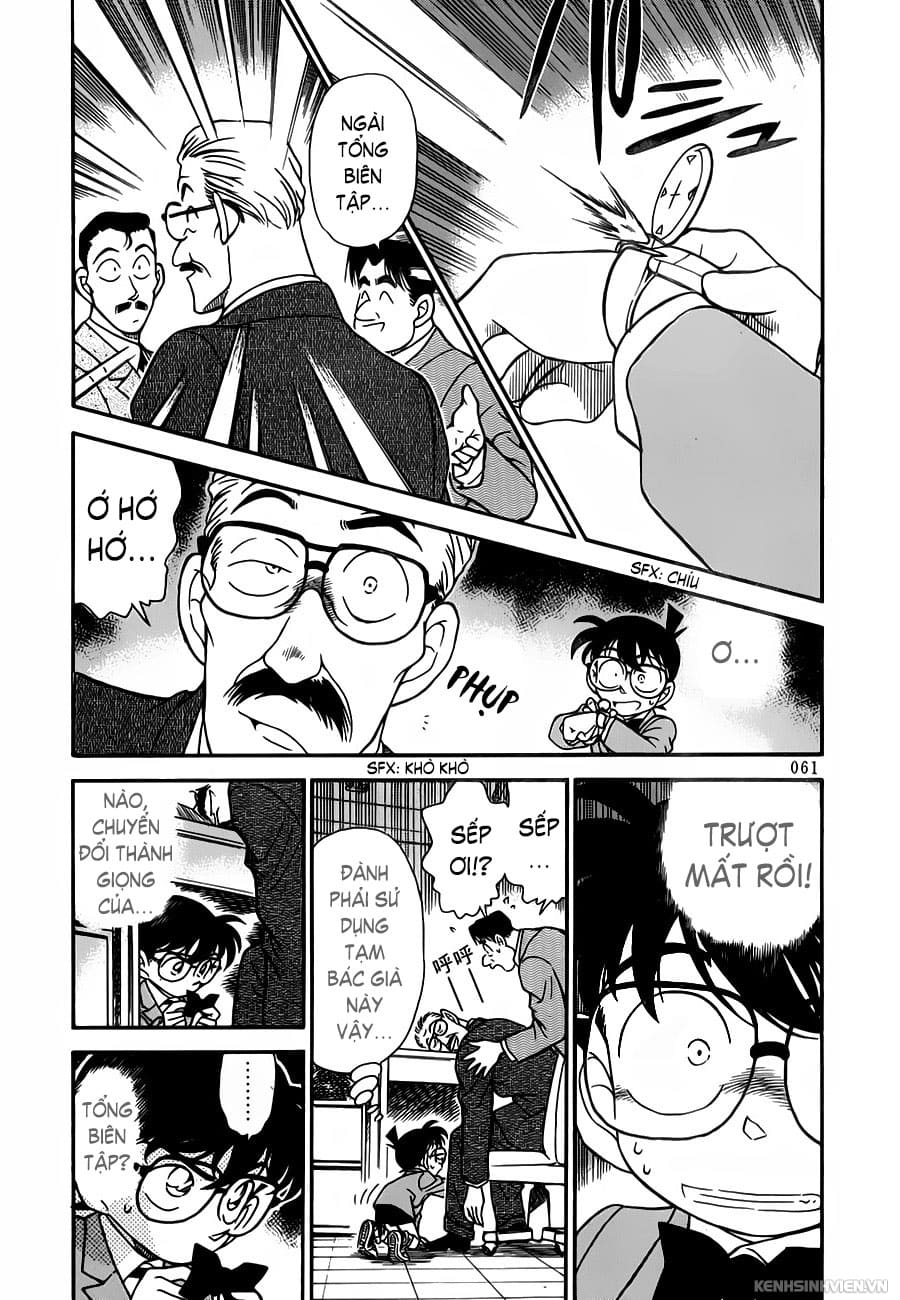 SFX: CHÍU
NGÀI
TỔNG
BIÊN
TẬP...
Ơ...
PHỤP
Ớ HỚ
HỚ...
061
TRƯỢT
MẤT RỒI!
SFX: KHÒ KHÒ
SẾP
...
SẾP
ƠI!?
呼呼
ĐÀNH
PHẢI SỬ
DỤNG
TẠM
BÁC GIÀ
NÀY
VẬY...
NÀO,
CHUYỂN
ĐỔI THÀNH
GIỌNG
CỦA...
......
TỔNG
BIÊN
TẬP?
KENHSINHVIEN.VN